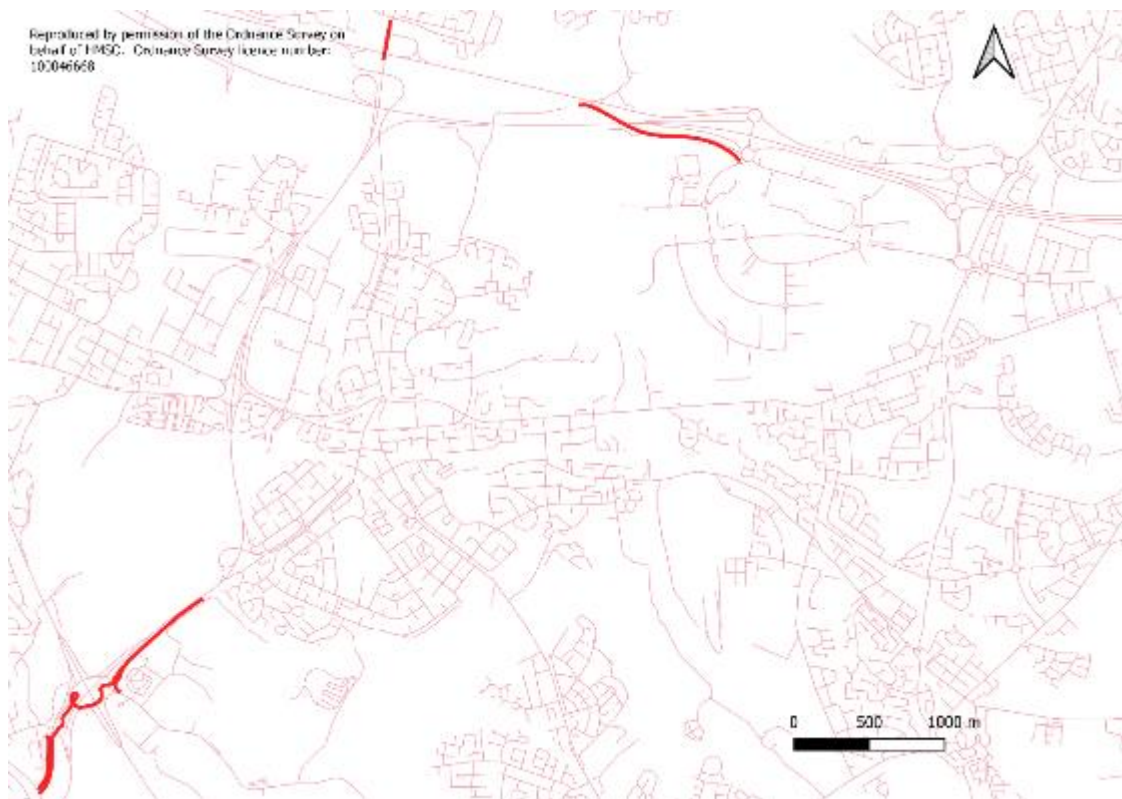 Reproduced by permission of the Ordnance Survey on
behalf of HMSO. Ordnance Survey licence number:
100046668
0 500 1000 m